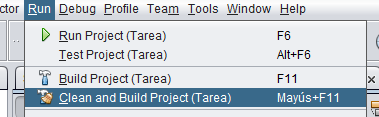 ctor Run Debug Profile Team Tools Window Help
Run Project (Tarea) F6
Test Project (Tarea) Alt+F6
Build Project (Tarea) F11
Clean and Build Project (Tarea) Mayús+F11